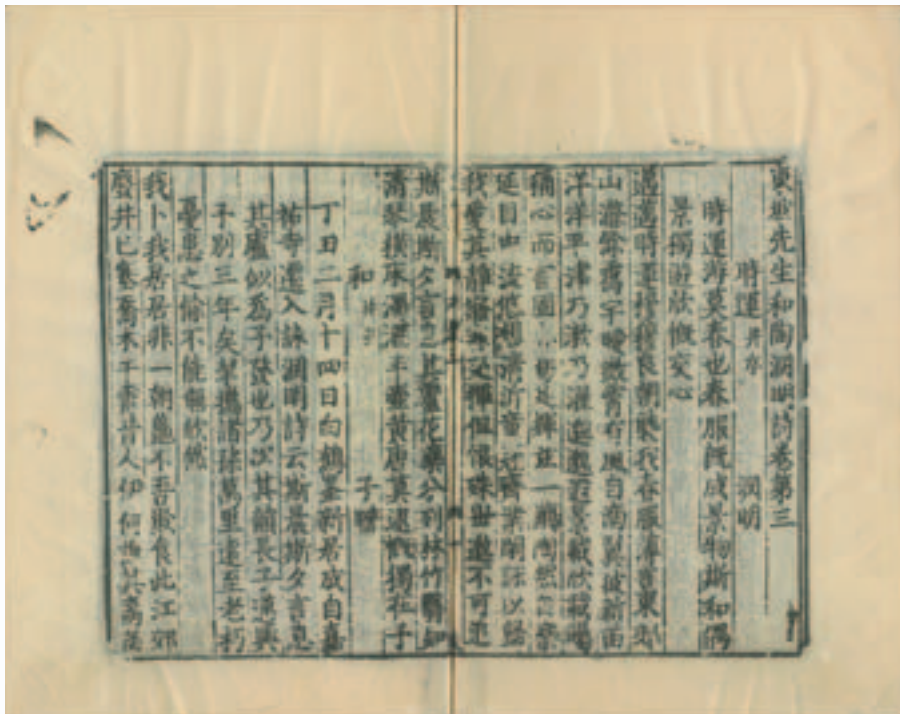 東坡先生和陶淵明詩卷第三
時運并序 淵明
時運游莫春也春服既成景物斯和偶
景獨遊欣慨交心
邁邁時運穆穆良朝襲我春服薄言東郊
山滌餘靄宇曖微霄有風自南翼彼新苗
洋洋平津乃漱乃濯邈邈遐景載欣載矚
稱心而言足揮茲一觴陶然自樂
延目中流悠想清沂童冠齊業閒詠以歸
我愛其靜寤寐交揮但恨殊世邈不可追
斯晨斯夕言息其廬花藥分列林竹翳如
清琴橫床濁酒半壺黃唐莫逮慨獨在予
和并序 子瞻
丁丑二月十四日白鶴峯新居成自嘉
祐寺遷入詠淵明詩云斯晨斯夕言息
其廬似爲予發也乃次其韻長子邁與
予別三年矣挈攜諸孫萬里遠至老朽
憂患之餘不能無欣然
我卜我居居非一朝龜不吾欺食此江郊
廢井已塞喬木干霄昔人伊何誰其裔苗